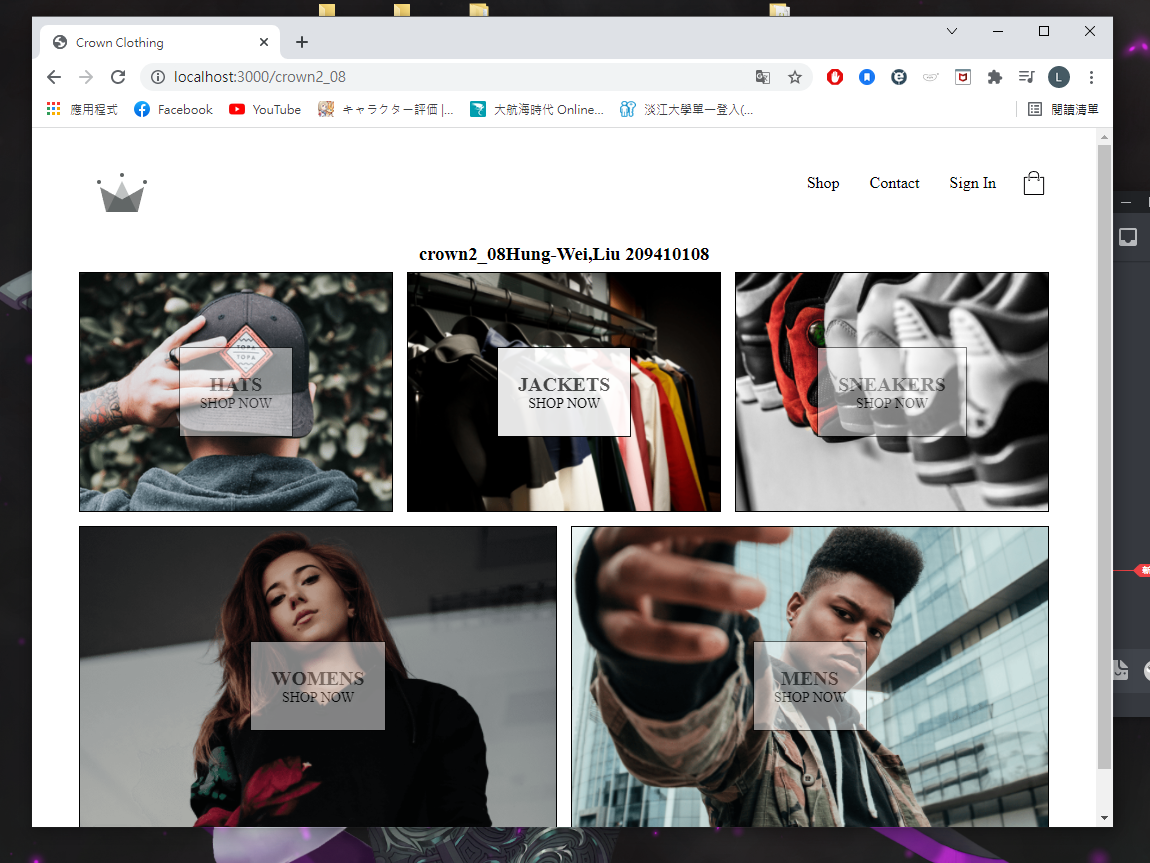 Crown Clothing
localhost:3000/crown2_08
L
應用程式 Facebook YouTube キャラクター評価 |... 大航海時代 Online... 淡江大學單一登入(... 閱讀清單
Shop Contact Sign In
crown2_08Hung-Wei,Liu 209410108
TOPA
TOPA
HATS
SHOP NOW
JACKETS
SHOP NOW
SNEAKERS
SHOP NOW
新
WOMENS
SHOP NOW
MENS
SHOP NOW